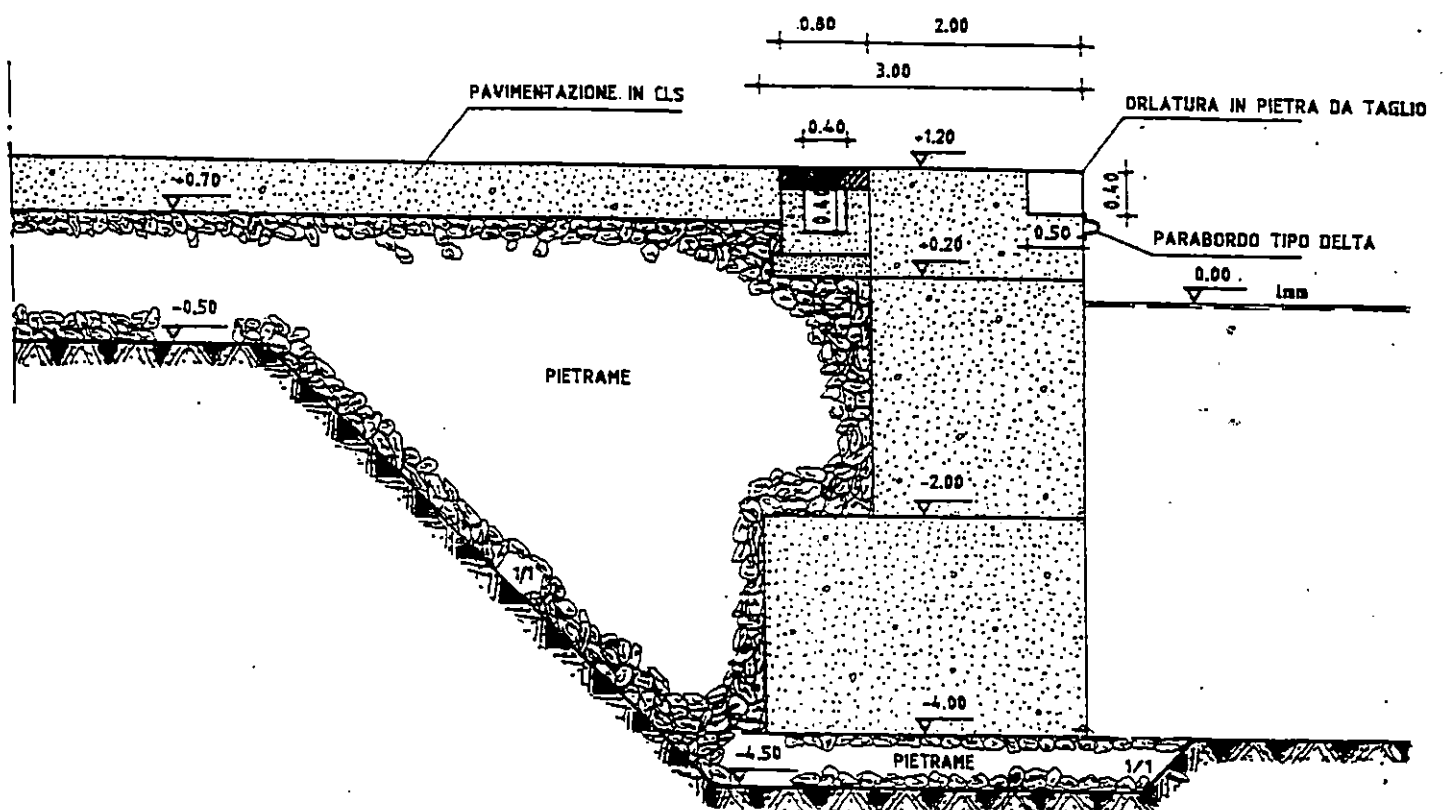 0.80
2.00
3.00
PAVIMENTAZIONE IN CLS
ORLATURA IN PIETRA DA TAGLIO
0.40
+1.20
+0.70
0.40
0.40
0.50
PARABORDO TIPO DELTA
+0.20
0.00
lmm
-0.50
PIETRAME
-2.00
1/1
-4.00
-4.50
PIETRAME
1/1